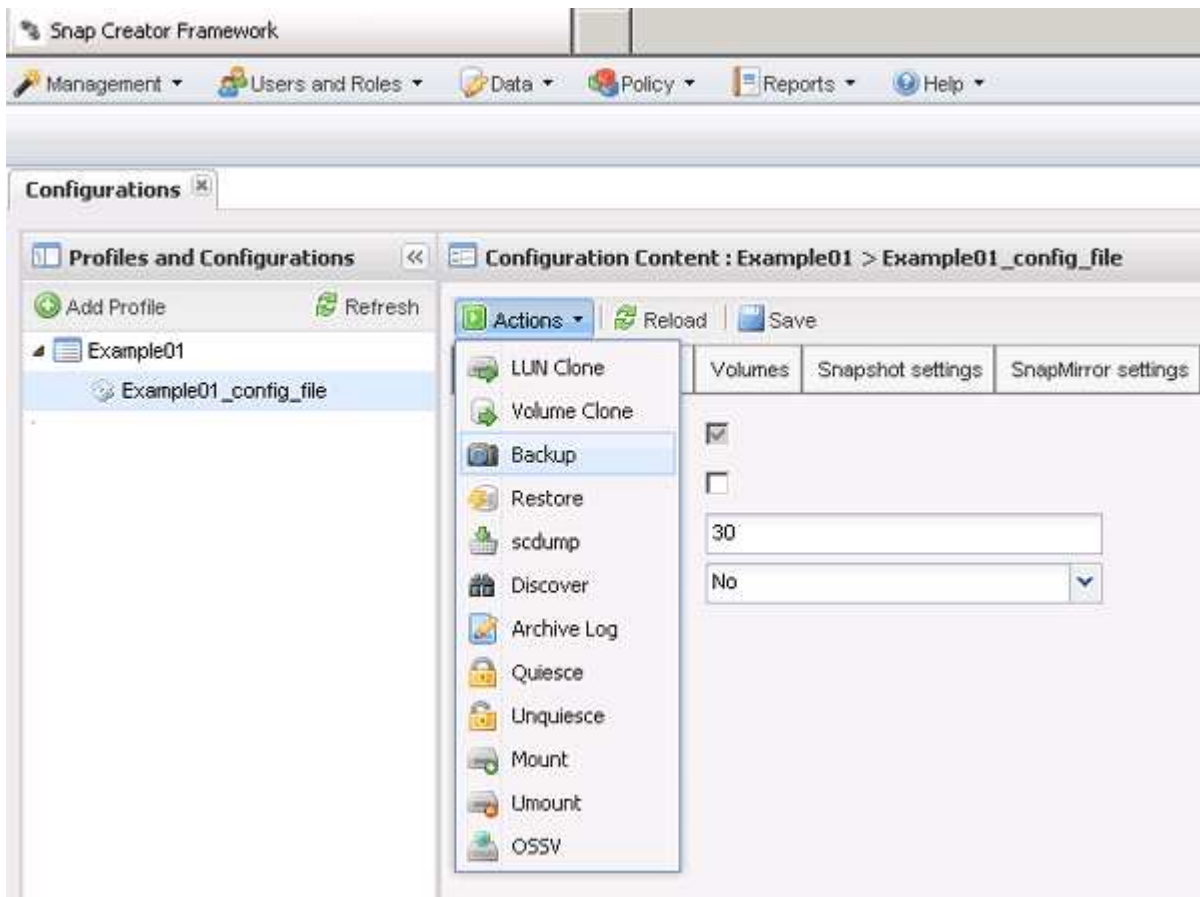 Snap Creator Framework
Management Users and Roles Data Policy Reports Help
Configurations
Profiles and Configurations
Configuration Content : Example01 > Example01_config_file
Add Profile Refresh
Actions Reload Save
Example01
Example01_config_file
Volumes Snapshot settings SnapMirror settings
LUN Clone
Volume Clone
Backup
Restore
scdump
Discover
Archive Log
Quiesce
Unquiesce
Mount
Umount
OSSV
30
No